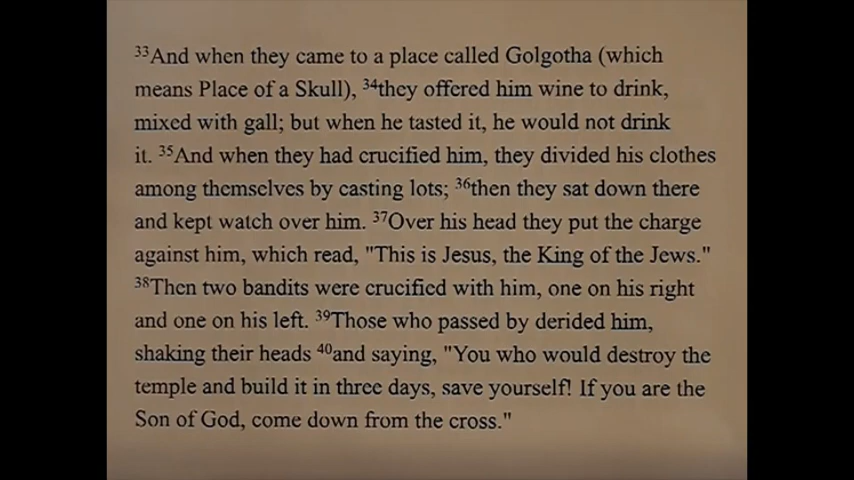 ³³And when they came to a place called Golgotha (which
means Place of a Skull), ³⁴they offered him wine to drink,
mixed with gall; but when he tasted it, he would not drink
it. ³⁵And when they had crucified him, they divided his clothes
among themselves by casting lots; ³⁶then they sat down there
and kept watch over him. ³⁷Over his head they put the charge
against him, which read, "This is Jesus, the King of the Jews."
³⁸Then two bandits were crucified with him, one on his right
and one on his left. ³⁹Those who passed by derided him,
shaking their heads ⁴⁰and saying, "You who would destroy the
temple and build it in three days, save yourself! If you are the
Son of God, come down from the cross."